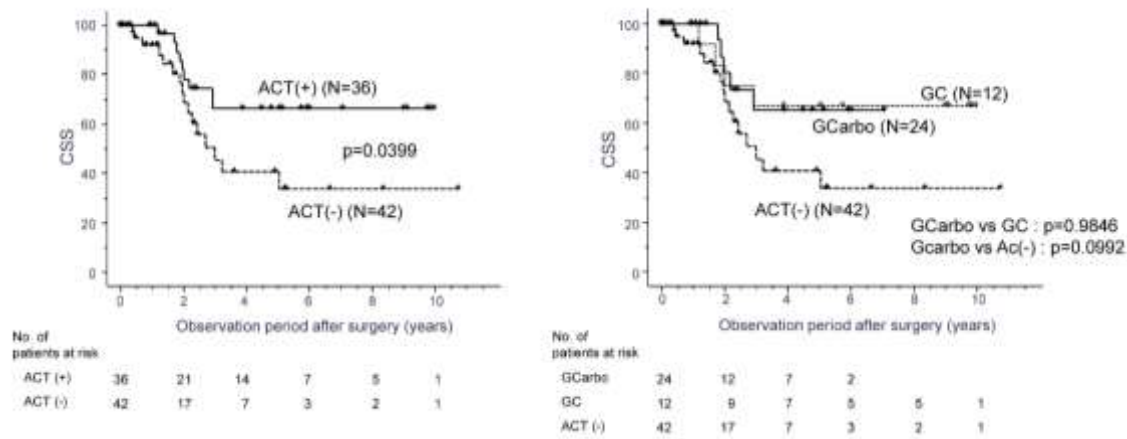 100
80
60
40
20
0
CSS
ACT(+) (N=36)
p=0.0399
ACT(-) (N=42)
0 2 4 6 8 10
Observation period after surgery (years)
No. of
patients at risk
ACT (+) 36 21 14 7 5 1
ACT (-) 42 17 7 3 2 1
100
80
60
40
20
0
CSS
GC (N=12)
GCarbo (N=24)
ACT(-) (N=42)
GCarbo vs GC : p=0.9846
Gcarbo vs Ac(-) : p=0.0992
0 2 4 6 8 10
Observation period after surgery (years)
No. of
patients at risk
GCarbo 24 12 7 2
GC 12 9 7 5 5 1
ACT (-) 42 17 7 3 2 1